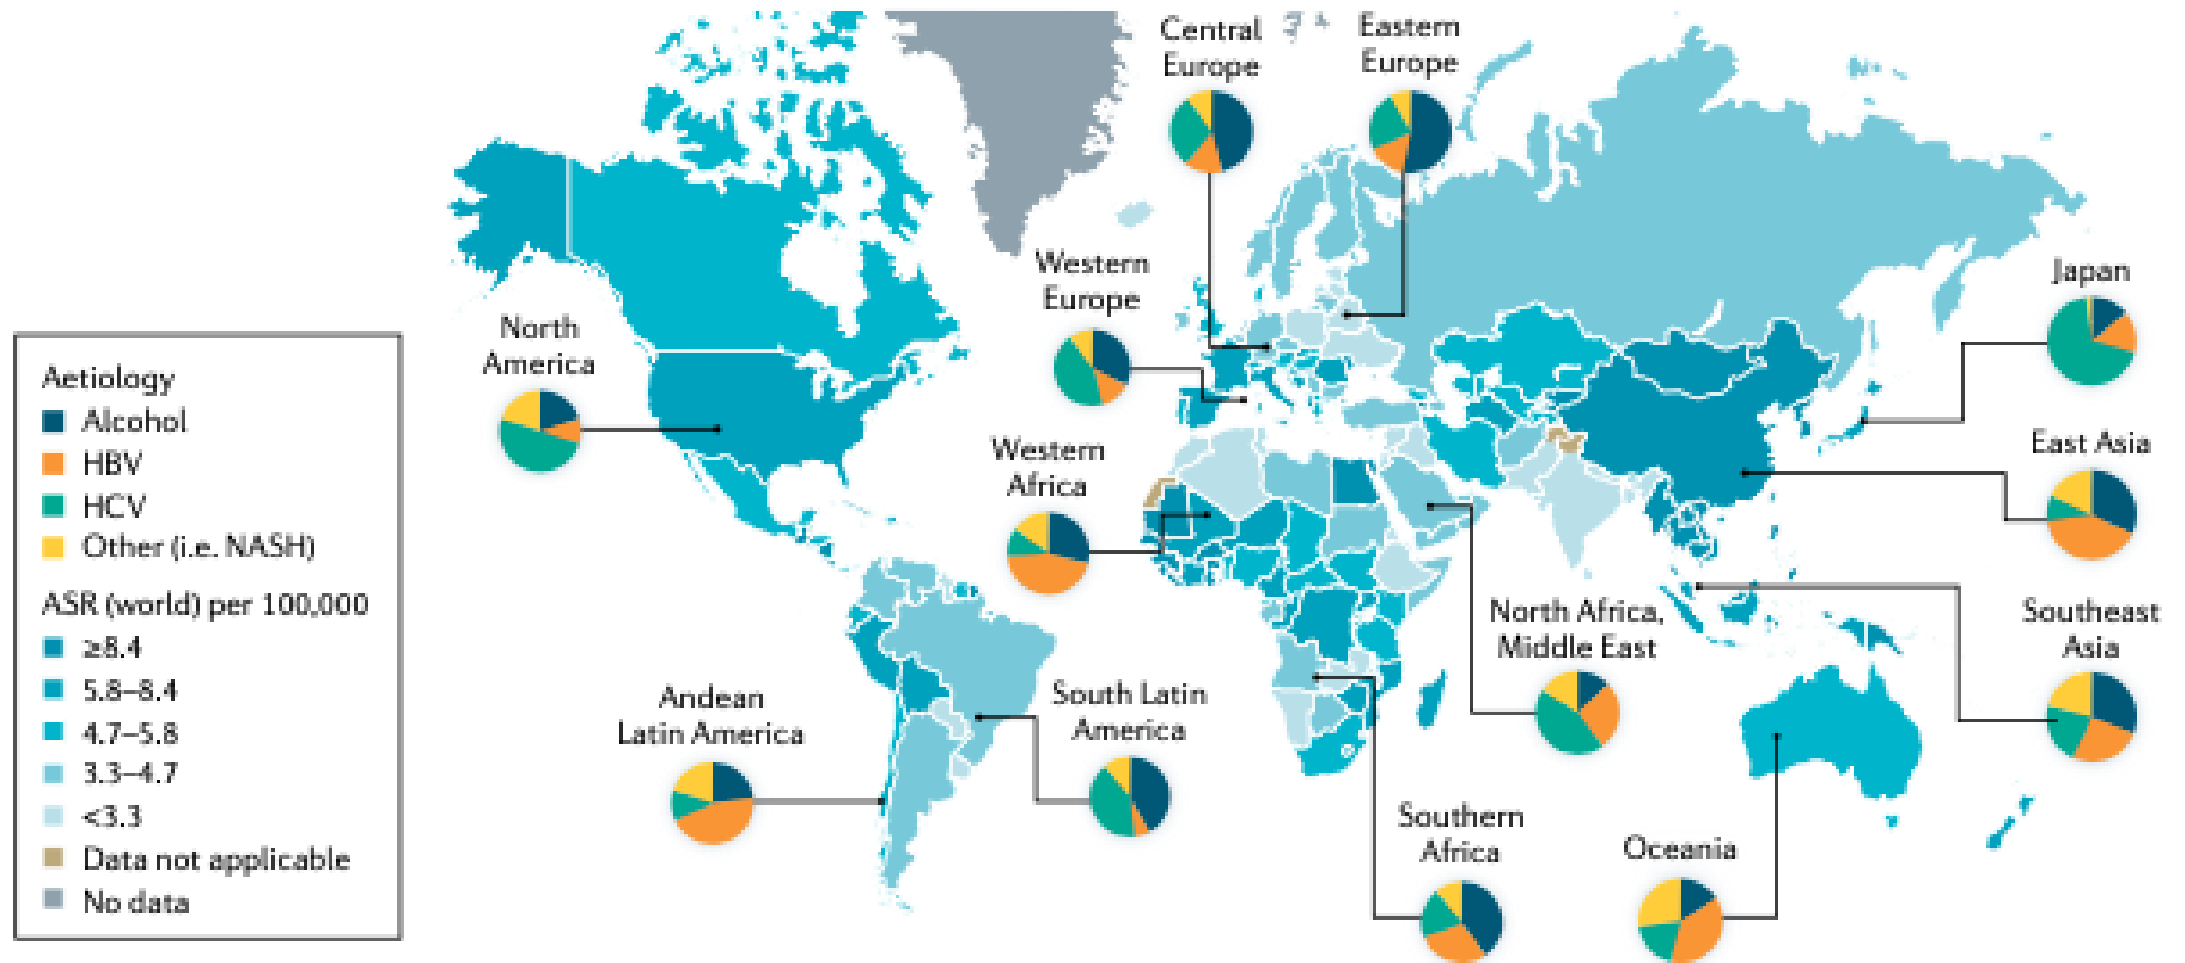 Central
Europe
Eastern
Europe
Western
Europe
Japan
North
America
Western
Africa
East Asia
Aetiology
Alcohol
HBV
HCV
Other (i.e. NASH)
ASR (world) per 100,000
≥8.4
5.8–8.4
4.7–5.8
3.3–4.7
<3.3
Data not applicable
No data
North Africa,
Middle East
Southeast
Asia
Andean
Latin America
South Latin
America
Southern
Africa
Oceania